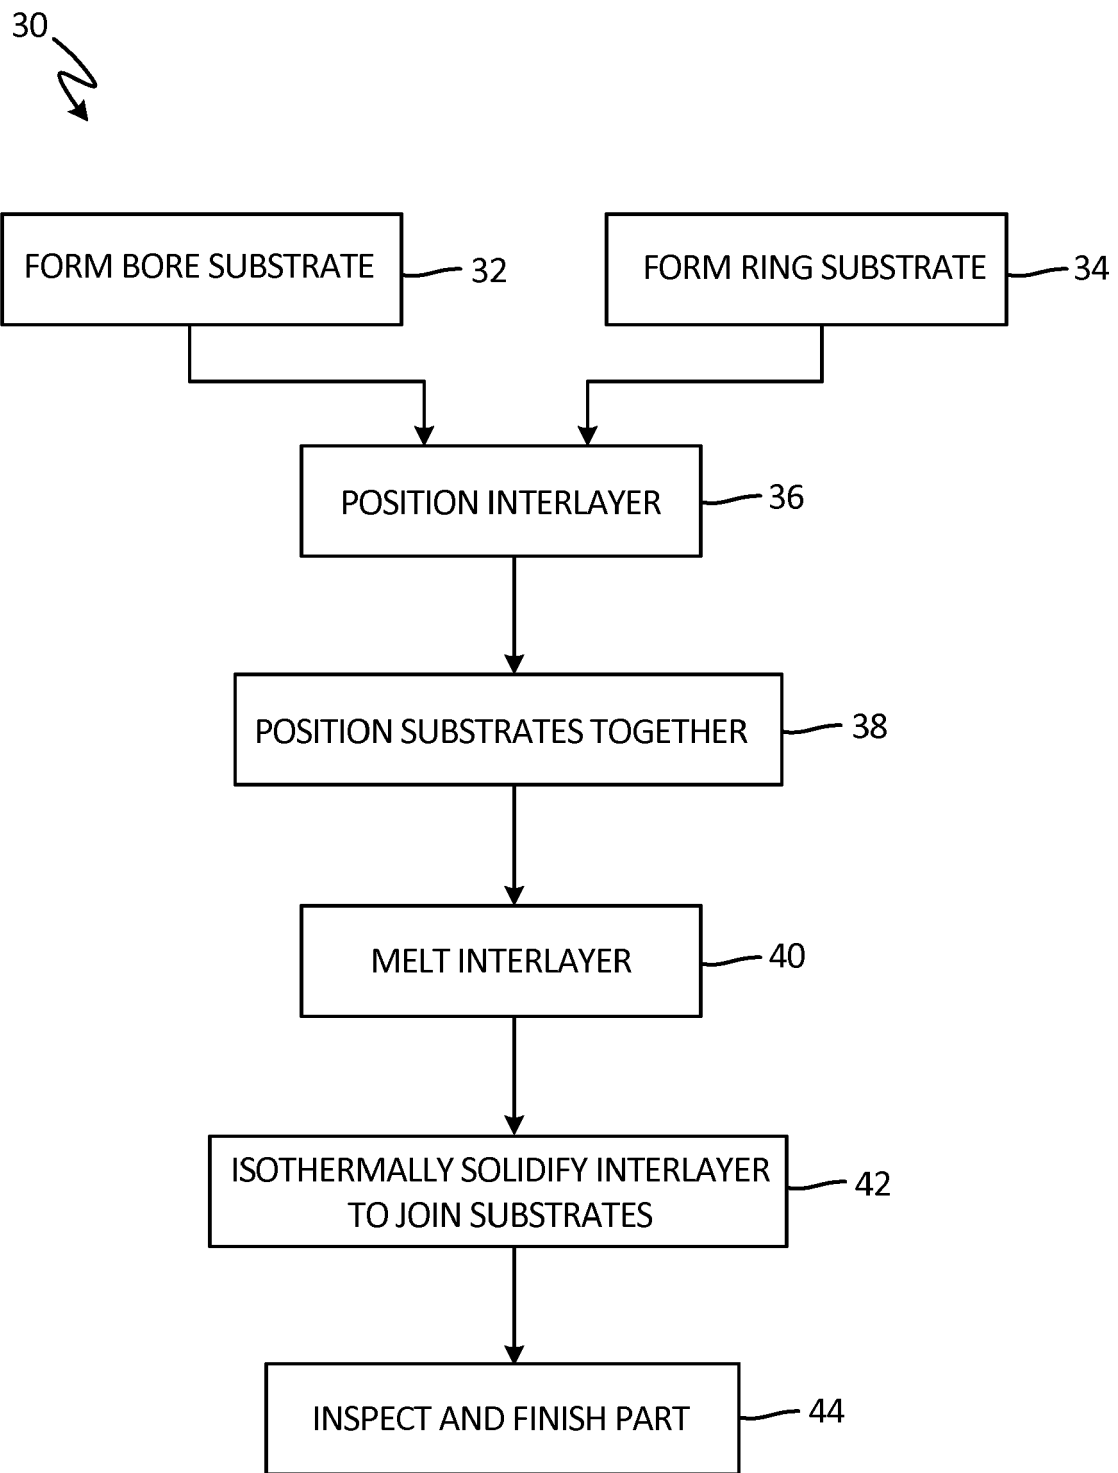 30
FORM BORE SUBSTRATE
32
FORM RING SUBSTRATE
34
POSITION INTERLAYER
36
POSITION SUBSTRATES TOGETHER
38
MELT INTERLAYER
40
ISOTHERMALLY SOLIDIFY INTERLAYER
TO JOIN SUBSTRATES
42
INSPECT AND FINISH PART
44